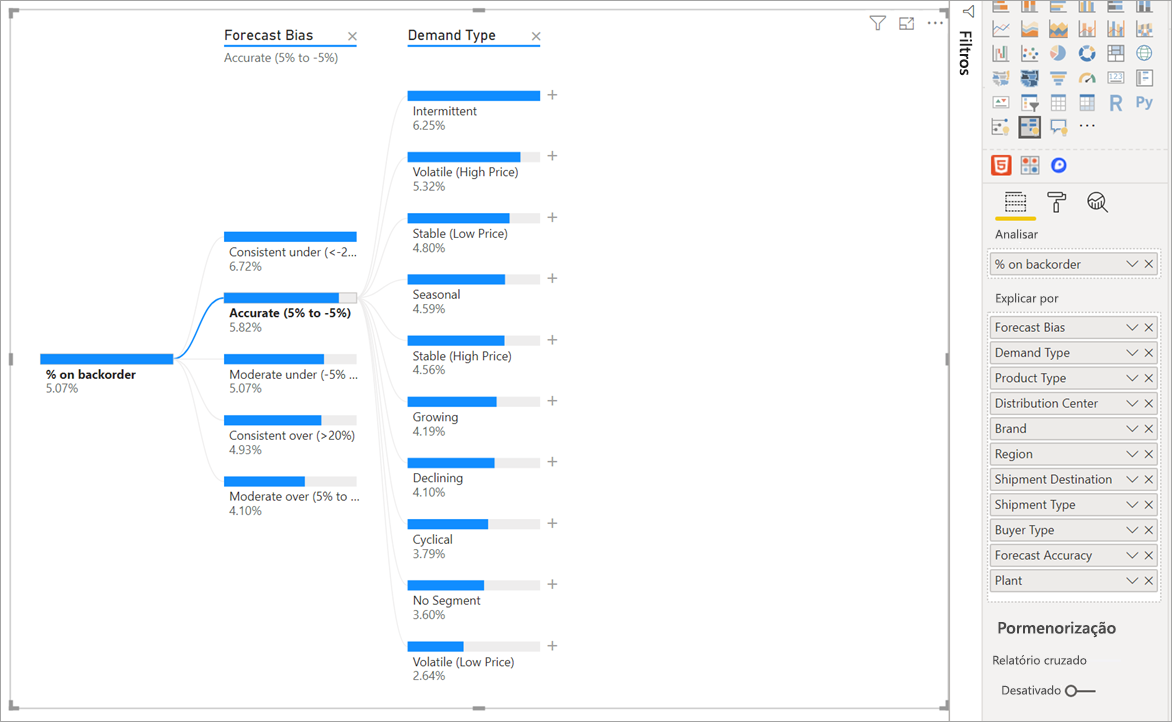 Forecast Bias
Accurate (5% to -5%)
Demand Type
% on backorder
5.07%
Consistent under (<-2...
6.72%
Accurate (5% to -5%)
5.82%
Moderate under (-5% ...
5.07%
Consistent over (>20%)
4.93%
Moderate over (5% to ...
4.10%
Intermittent
6.25%
Volatile (High Price)
5.32%
Stable (Low Price)
4.80%
Seasonal
4.59%
Stable (High Price)
4.56%
Growing
4.19%
Declining
4.10%
Cyclical
3.79%
No Segment
3.60%
Volatile (Low Price)
2.64%
Filtros
123
R
Py
5
Analisar
% on backorder
Explicar por
Forecast Bias
Demand Type
Product Type
Distribution Center
Brand
Region
Shipment Destination
Shipment Type
Buyer Type
Forecast Accuracy
Plant
Pormenorização
Relatório cruzado
Desativado